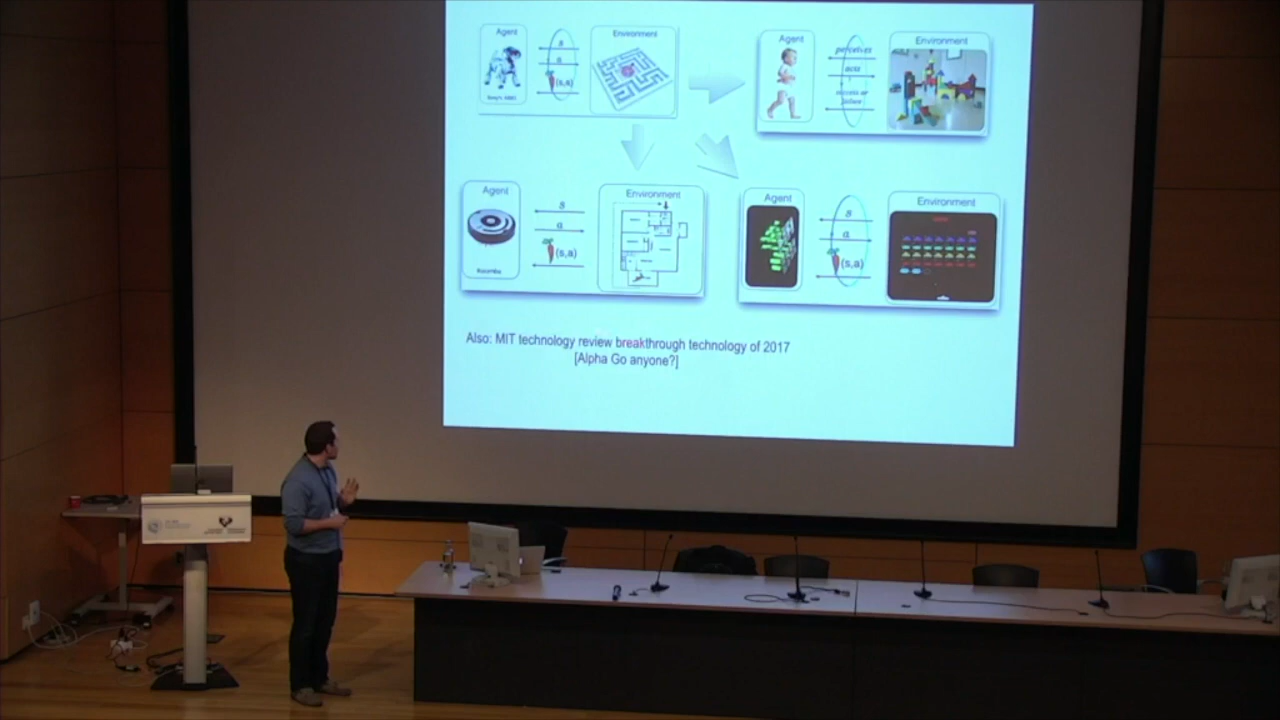 Agent
Environment
s
a
(s,a)
Agent
Environment
perceives
acts
success or
failure
Agent
Environment
s
a
(s,a)
Roomba
Agent
Environment
s
a
(s,a)
Also: MIT technology review breakthrough technology of 2017
[Alpha Go anyone?]